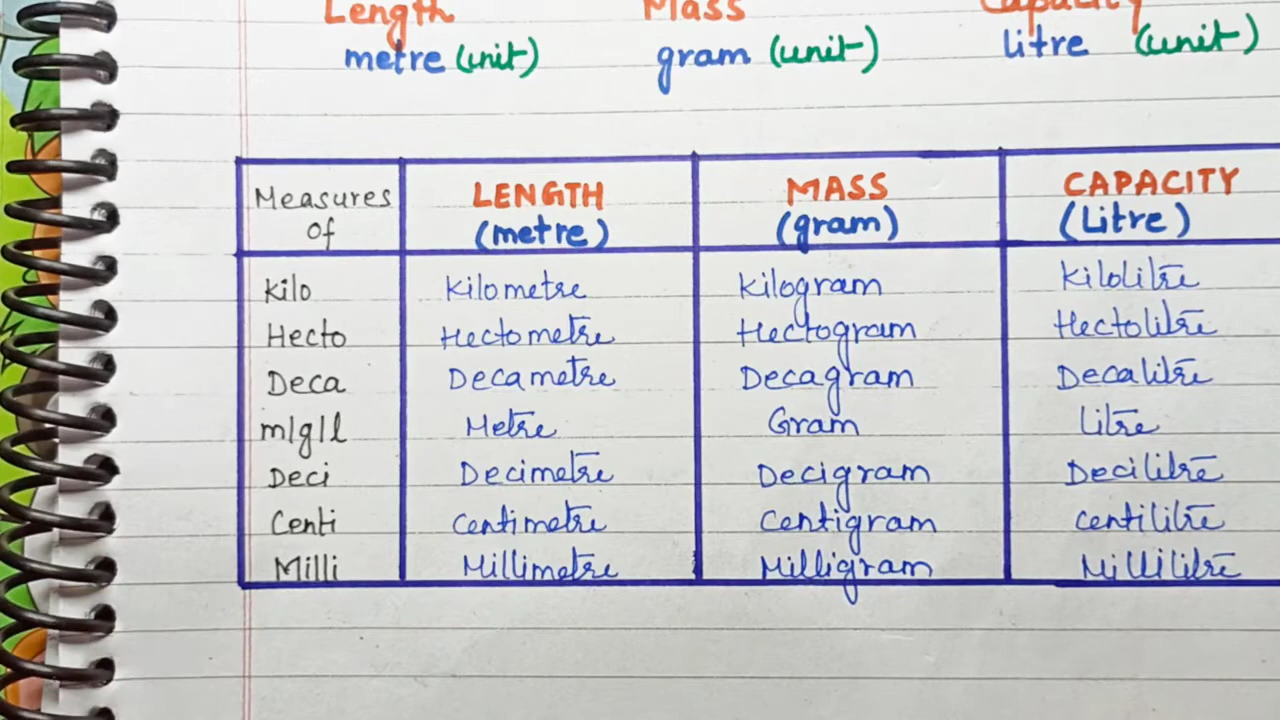 Length Mass Capacity
metre (unit) gram (unit) litre (unit)
Measures of LENGTH (metre) MASS (gram) CAPACITY (Litre)
Kilo Kilometre Kilogram Kilolitre
Hecto Hectometre Hectogram Hectolitre
Deca Decametre Decagram Decalitre
m/g/l Metre Gram Litre
Deci Decimetre Decigram Decilitre
Centi Centimetre Centigram Centilitre
Milli Millimetre Milligram Millilitre